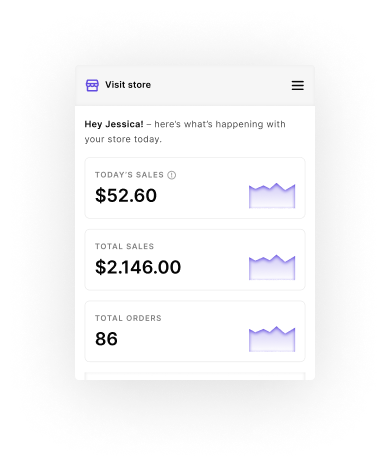 Visit store
Hey Jessica! – here's what's happening with
your store today.
TODAY'S SALES
$52.60
TOTAL SALES
$2.146.00
TOTAL ORDERS
86